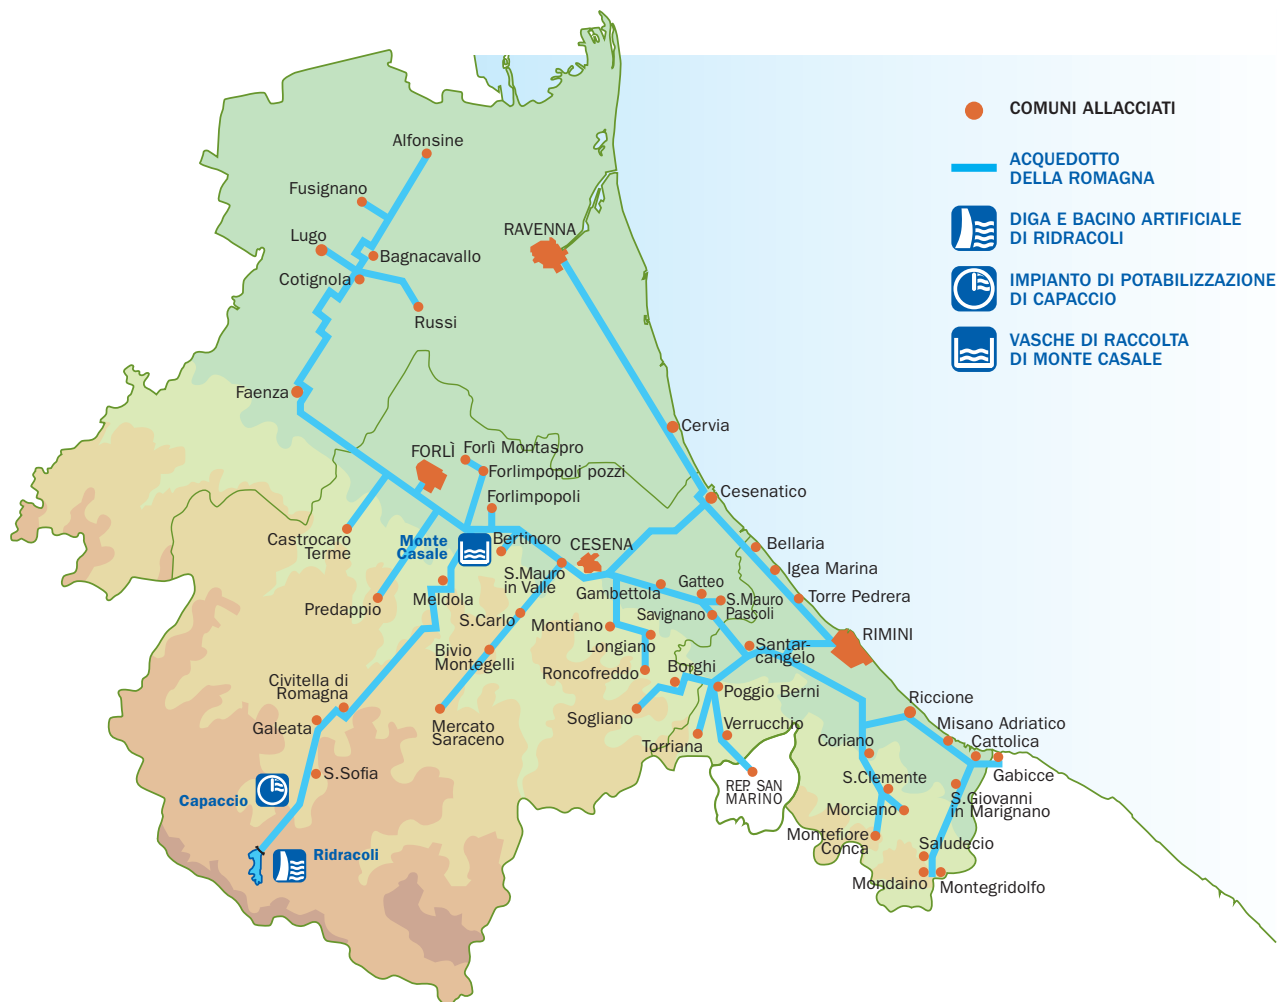 COMUNI ALLACCIATI
ACQUEDOTTO
DELLA ROMAGNA
DIGA E BACINO ARTIFICIALE
DI RIDRACOLI
IMPIANTO DI POTABILIZZAZIONE
DI CAPACCIO
VASCHE DI RACCOLTA
DI MONTE CASALE
Alfonsine
Fusignano
Lugo
Bagnacavallo
Cotignola
Russi
RAVENNA
Faenza
Cervia
FORLÌ
Forlì Montaspro
Forlimpopoli pozzi
Forlimpopoli
Cesenatico
Castrocaro
Terme
Monte
Casale
Bertinoro
CESENA
Bellaria
Igea Marina
Torre Pedrera
S.Mauro
in Valle
Gambettola
Gatteo
S.Mauro
Pascoli
Savignano
Predappio
Meldola
S.Carlo
Montiano
Longiano
RIMINI
Santar-
cangelo
Bivio
Montegelli
Roncofreddo
Borghi
Poggio Berni
Civitella di
Romagna
Galeata
Mercato
Saraceno
Sogliano
Torriana
Verrucchio
Riccione
Misano Adriatico
Cattolica
Gabicce
Coriano
S.Clemente
S.Giovanni
in Marignano
Morciano
REP. SAN
MARINO
S.Sofia
Capaccio
Montefiore
Conca
Saludecio
Ridracoli
Mondaino
Montegridolfo